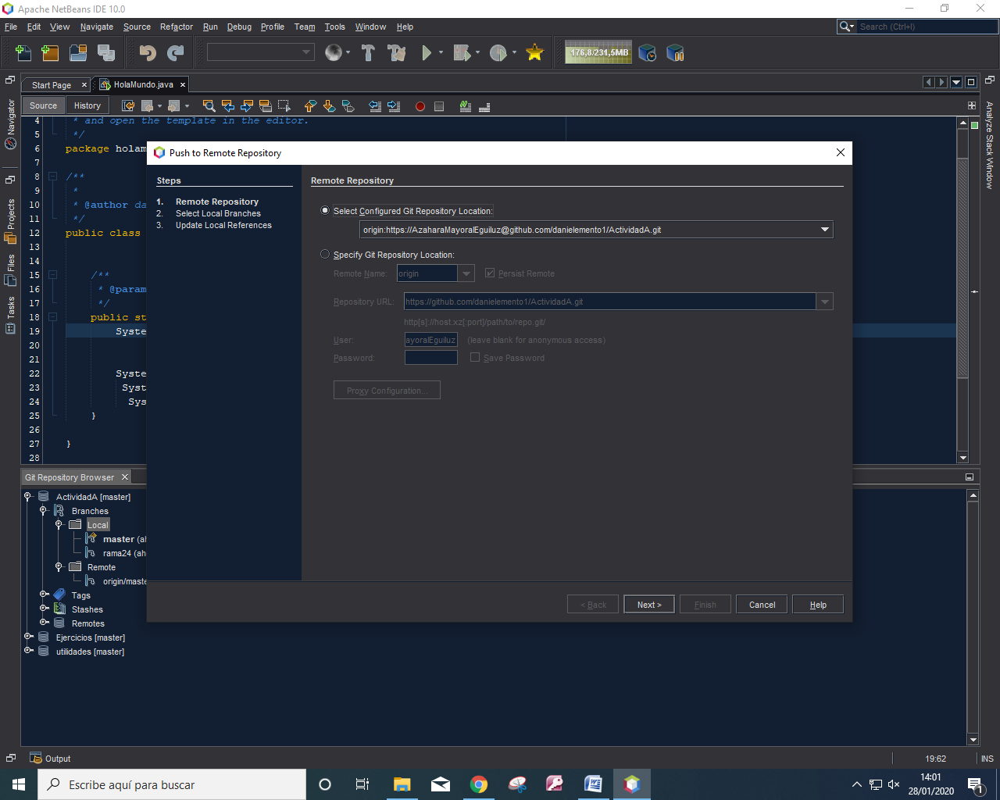 Apache NetBeans IDE 10.0
File Edit View Navigate Source Refactor Run Debug Profile Team Tools Window Help
Search (Ctrl+I)
176,8/231,5MB
Start Page
HolaMundo.java
Source History
Navigator
Projects
Files
Tasks
Analyze Stack Window
4 * and open the template in the editor.
5 */
6 package holam
7
8 /**
9 *
10 * @author da
11 */
12 public class
13
14
15 /**
16 * @param
17 */
18 public st
19 Syste
20
21
22 Syste
23 Syst
24 Sys
25 }
26
27 }
28
Push to Remote Repository
Steps
1. Remote Repository
2. Select Local Branches
3. Update Local References
Remote Repository
Select Configured Git Repository Location:
origin:https://AzaharaMayoralEguiluz@github.com/danielemento1/ActividadA.git
Specify Git Repository Location:
Remote Name: origin Persist Remote
Repository URL: https://github.com/danielemento1/ActividadA.git
http[s]://host.xz[:port]/path/to/repo.git/
User: ayoralEguiluz (leave blank for anonymous access)
Password: Save Password
Proxy Configuration...
< Back Next > Finish Cancel Help
Git Repository Browser
ActividadA [master]
Branches
Local
master (ah
rama24 (ah
Remote
origin/maste
Tags
Stashes
Remotes
Ejercicios [master]
utilidades [master]
Output
19:62 INS
Escribe aquí para buscar
14:01
28/01/2020
1